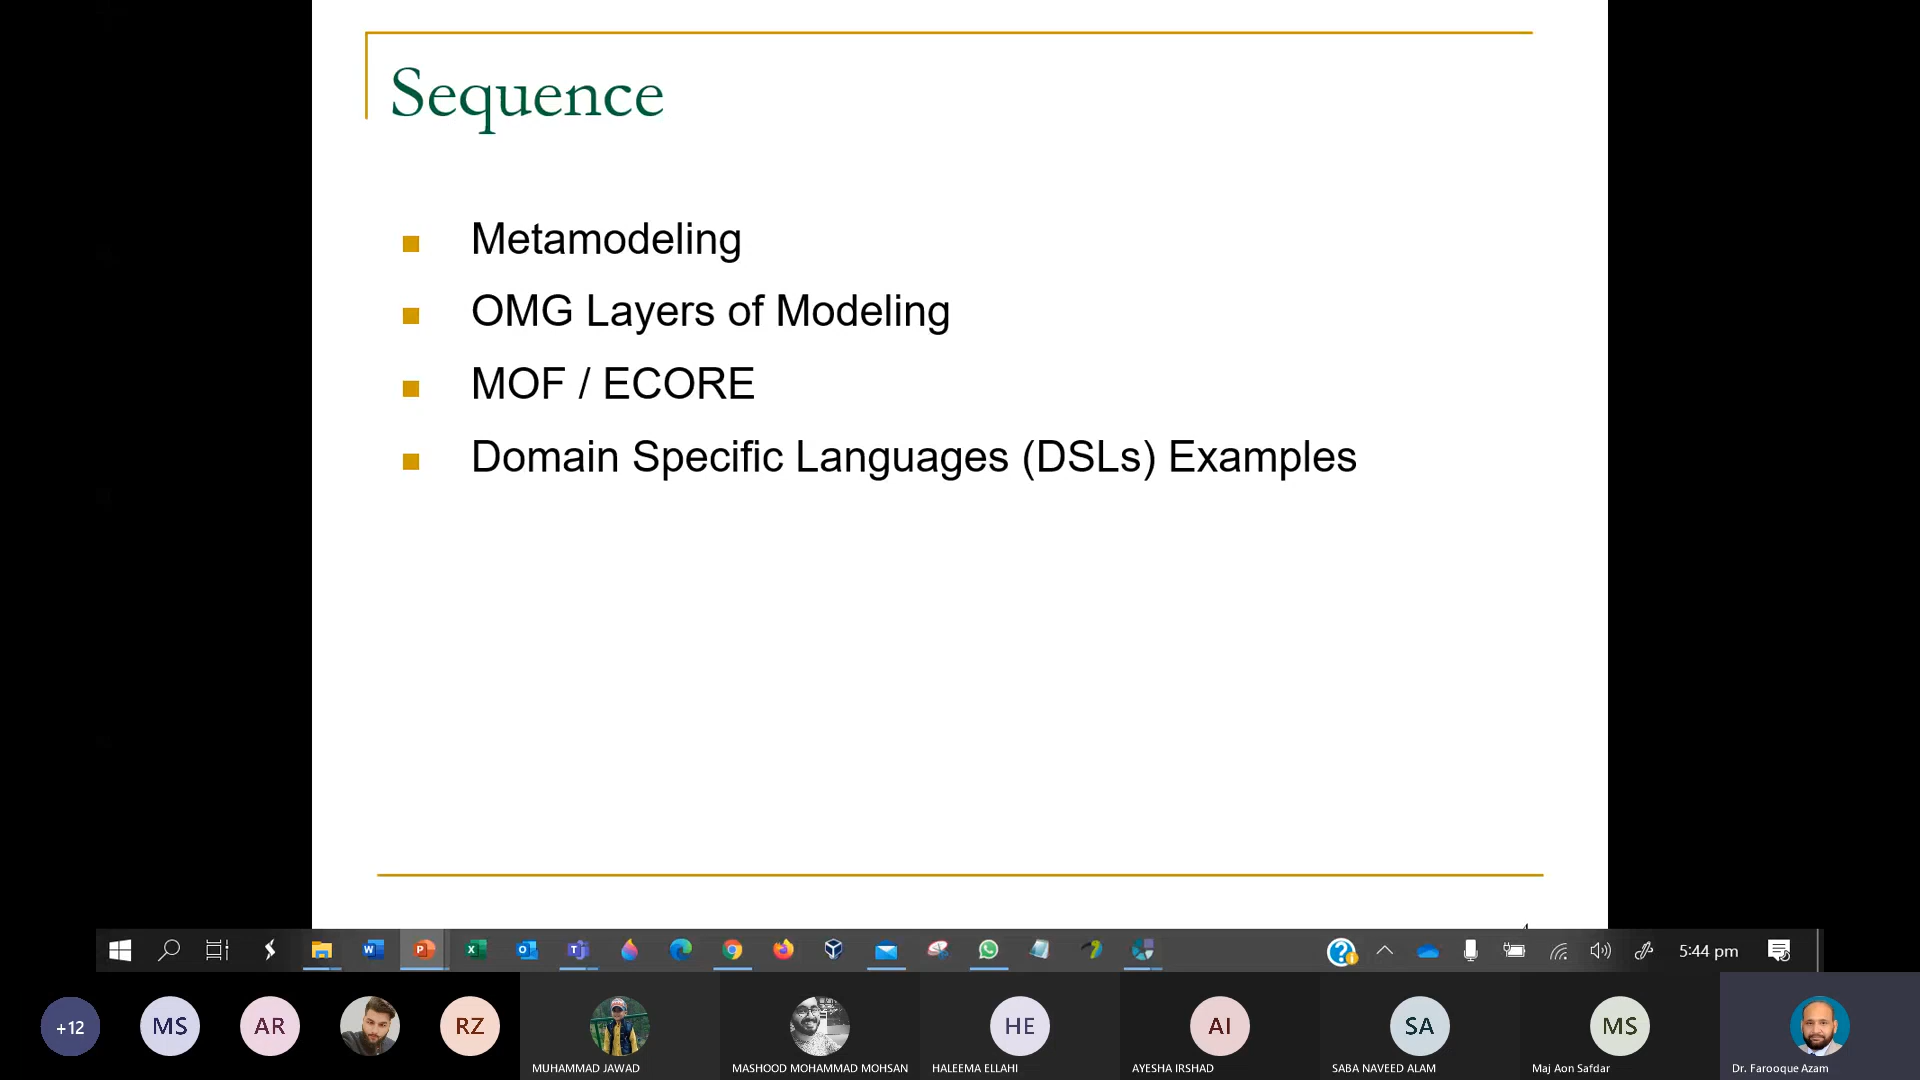 Sequence
Metamodeling
OMG Layers of Modeling
MOF / ECORE
Domain Specific Languages (DSLs) Examples
5:44 pm
+12
MS
AR
RZ
HE
AI
SA
MS
MUHAMMAD JAWAD
MASHOOD MOHAMMAD MOHSAN
HALEEMA ELLAHI
AYESHA IRSHAD
SABA NAVEED ALAM
Maj Aon Safdar
Dr. Farooque Azam